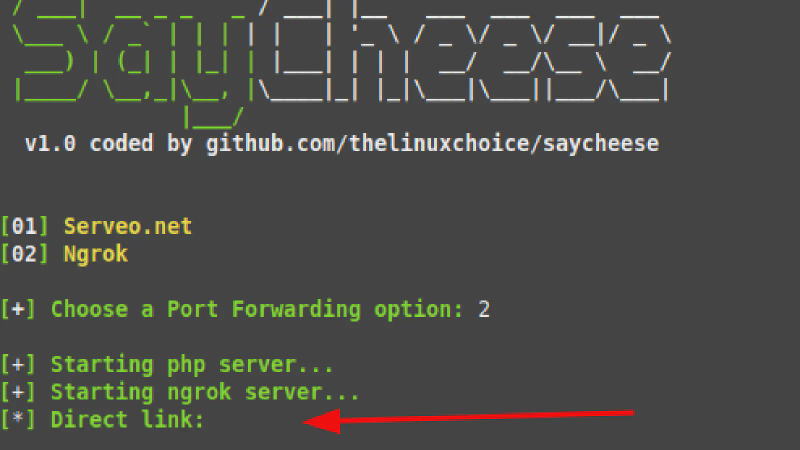 SayCheese
v1.0 coded by github.com/thelinuxchoice/saycheese
[01] Serveo.net
[02] Ngrok
[+] Choose a Port Forwarding option: 2
[+] Starting php server...
[+] Starting ngrok server...
[*] Direct link: